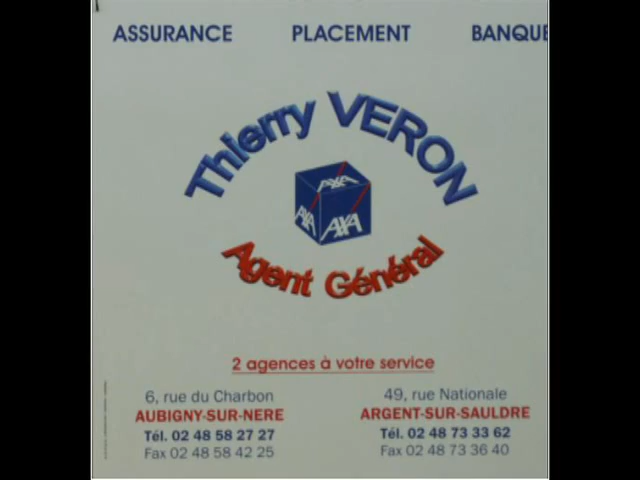 ASSURANCE PLACEMENT BANQUE
Thierry VERON
AXA
AXA AXA
Agent Général
2 agences à votre service
6, rue du Charbon
AUBIGNY-SUR-NERE
Tél. 02 48 58 27 27
Fax 02 48 58 42 25
49, rue Nationale
ARGENT-SUR-SAULDRE
Tél. 02 48 73 33 62
Fax 02 48 73 36 40